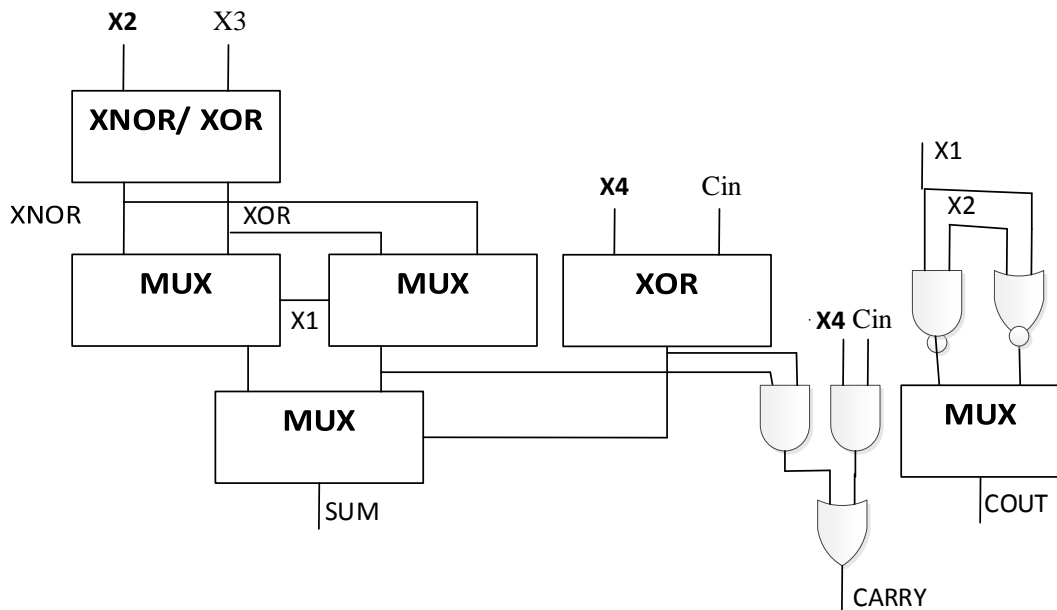 X2 X3
XNOR/ XOR
X1
XNOR XOR
X4 Cin
X2
MUX MUX XOR
X1
X4 Cin
MUX MUX
SUM COUT
CARRY